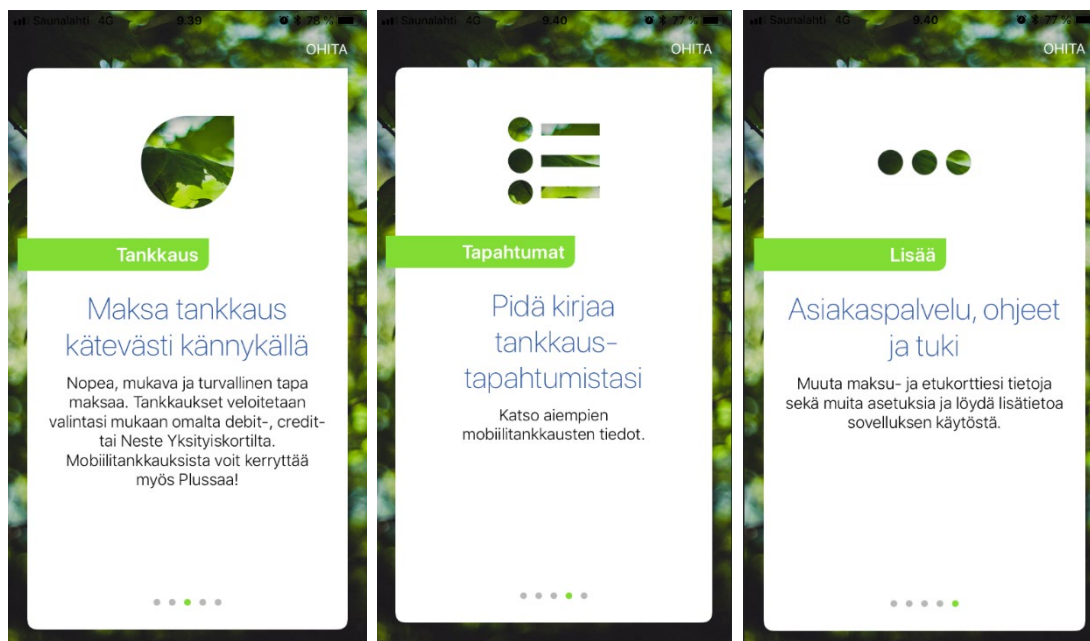 Saunalahti 4G 9.39 78 %
OHITA
Tankkaus
Maksa tankkaus
kätevästi kännykällä
Nopea, mukava ja turvallinen tapa
maksaa. Tankkaukset veloitetaan
valintasi mukaan omalta debit-, credit-
tai Neste Yksityiskortilta.
Mobiilitankkauksista voit kerryttää
myös Plussaa!
Saunalahti 4G 9.40 77 %
OHITA
Tapahtumat
Pidä kirjaa
tankkaus-
tapahtumistasi
Katso aiempien
mobiilitankkausten tiedot.
Saunalahti 4G 9.40 77 %
OHITA
Lisää
Asiakaspalvelu, ohjeet
ja tuki
Muuta maksu- ja etukorttiesi tietoja
sekä muita asetuksia ja löydä lisätietoa
sovelluksen käytöstä.